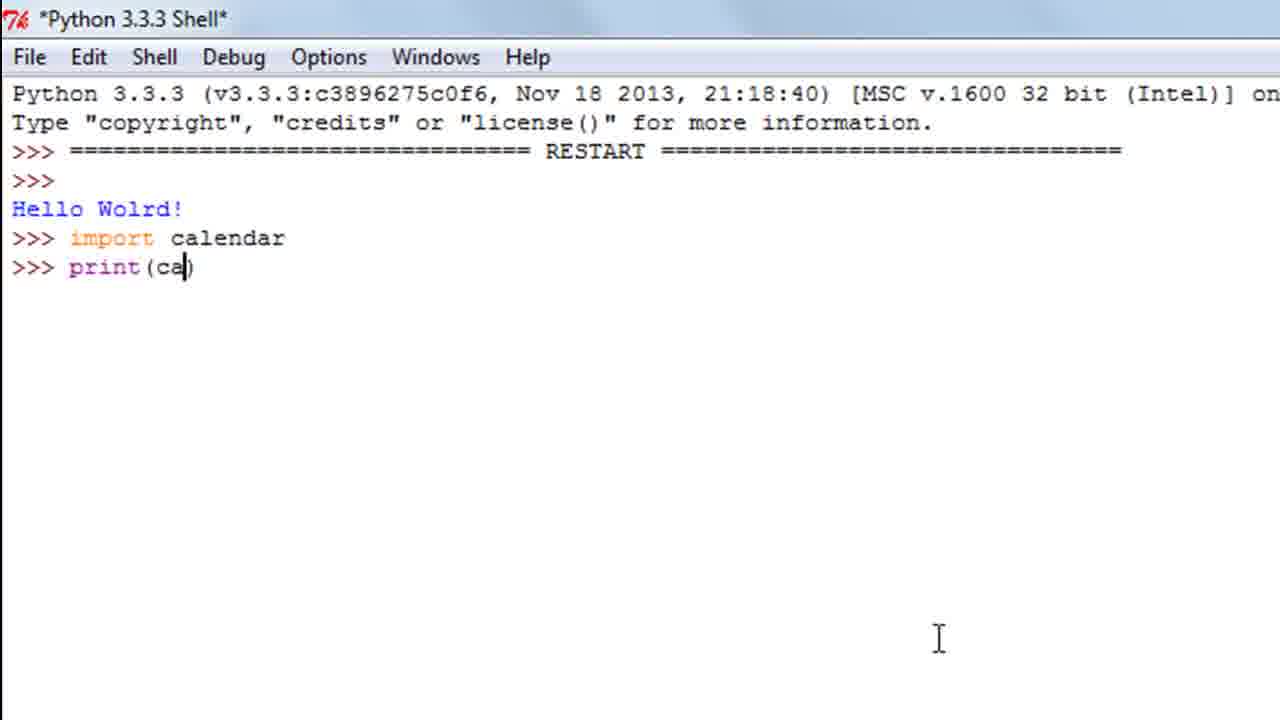 *Python 3.3.3 Shell*
File Edit Shell Debug Options Windows Help
Python 3.3.3 (v3.3.3:c3896275c0f6, Nov 18 2013, 21:18:40) [MSC v.1600 32 bit (Intel)] on
Type "copyright", "credits" or "license()" for more information.
>>> ================================ RESTART ================================
>>>
Hello Wolrd!
>>> import calendar
>>> print(ca)